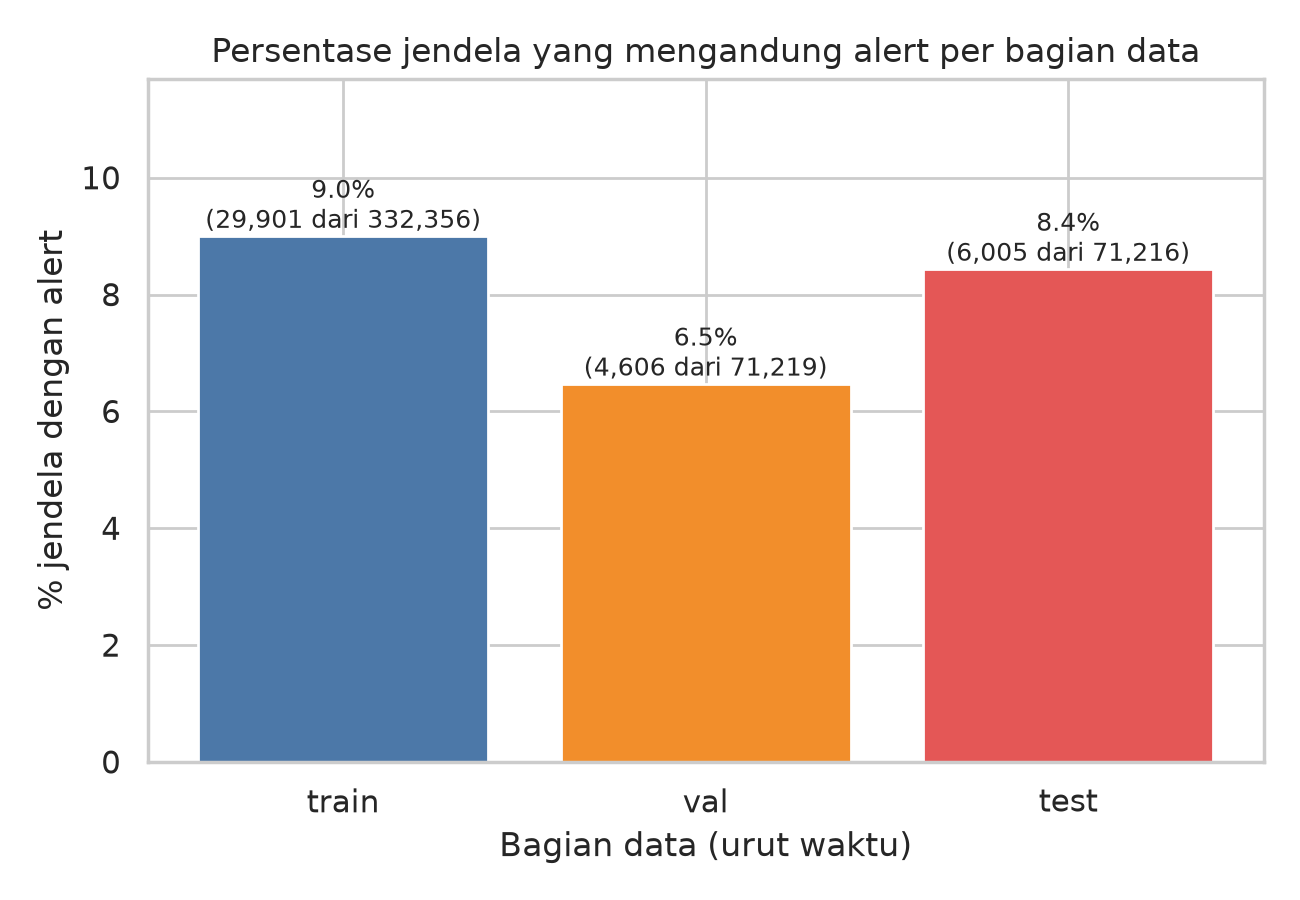 Persentase jendela yang mengandung alert per bagian data
% jendela dengan alert
10
8
6
4
2
0
9.0%
(29,901 dari 332,356)
6.5%
(4,606 dari 71,219)
8.4%
(6,005 dari 71,216)
train
val
test
Bagian data (urut waktu)